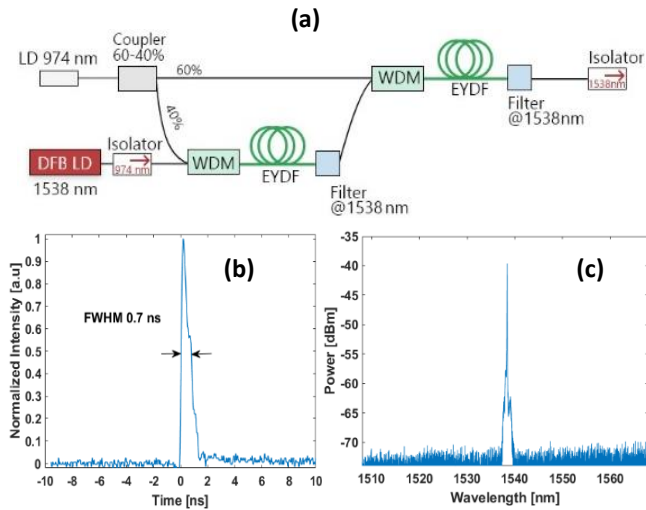 (a)
LD 974 nm
Coupler
60-40%
60%
40%
WDM
EYDF
Filter
@1538nm
Isolator
1538nm
DFB LD
1538 nm
Isolator
974 nm
WDM
EYDF
Filter
@1538 nm
(b)
FWHM 0.7 ns
Normalized Intensity [a.u]
1
0.9
0.8
0.7
0.6
0.5
0.4
0.3
0.2
0.1
0
-10 -8 -6 -4 -2 0 2 4 6 8 10
Time [ns]
(c)
Power [dBm]
-35
-40
-45
-50
-55
-60
-65
-70
1510 1520 1530 1540 1550 1560
Wavelength [nm]